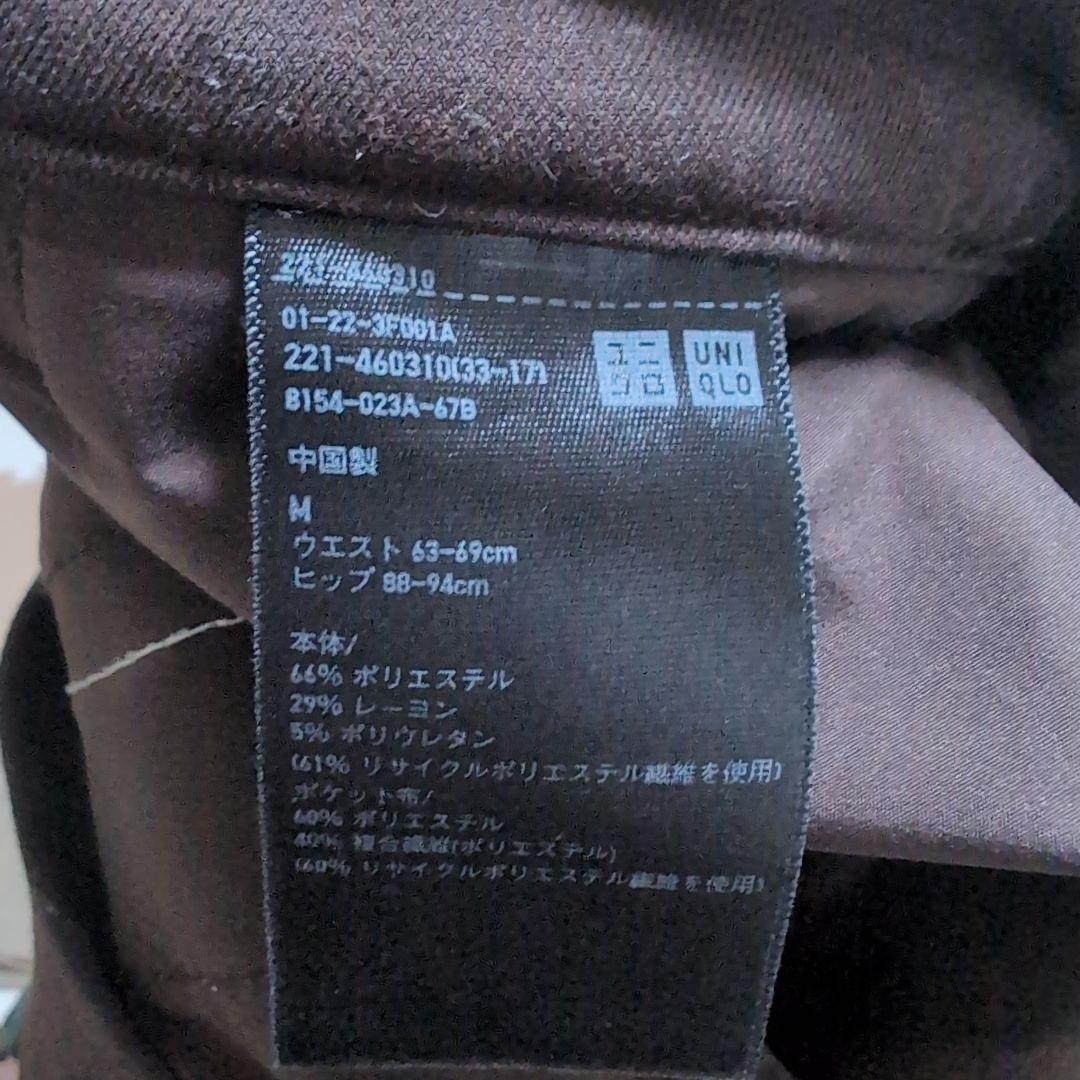 221-460310
01-22-3F001A
221-460310(33-17)
8154-023A-67B
ユニ
クロ
UNI
QLO
中国製
M
ウエスト 63-69cm
ヒップ 88-94cm
本体/
66% ポリエステル
29% レーヨン
5% ポリウレタン
(61% リサイクルポリエステル繊維を使用)
ポケット布/
60% ポリエステル
40% 複合繊維(ポリエステル)
(60% リサイクルポリエステル繊維を使用)